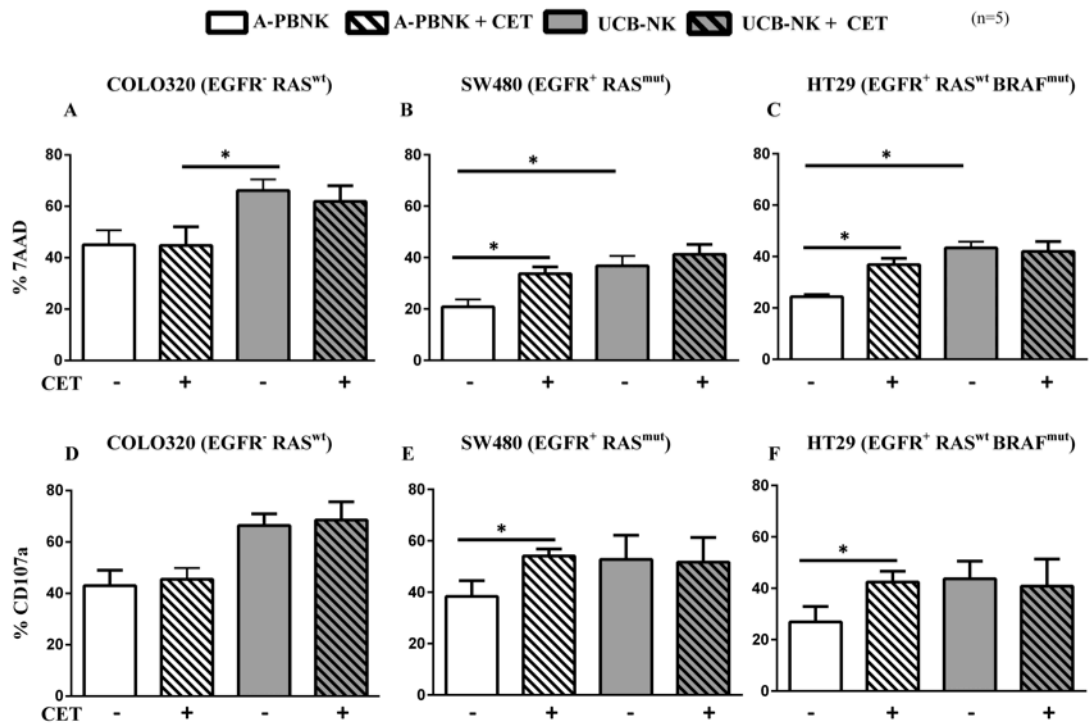 A-PBNK A-PBNK + CET UCB-NK UCB-NK + CET (n=5)
COLO320 (EGFR⁻ RASʷᵗ) SW480 (EGFR⁺ RASᵐᵘᵗ) HT29 (EGFR⁺ RASʷᵗ BRAFᵐᵘᵗ)
A B C
% 7AAD
80 80 80
60 60 60
40 40 40
20 20 20
0 0 0
* * * * *
CET - + - + - + - + - + - +
COLO320 (EGFR⁻ RASʷᵗ) SW480 (EGFR⁺ RASᵐᵘᵗ) HT29 (EGFR⁺ RASʷᵗ BRAFᵐᵘᵗ)
D E F
% CD107a
80 80 80
60 60 60
40 40 40
20 20 20
0 0 0
* *
CET - + - + - + - + - + - +